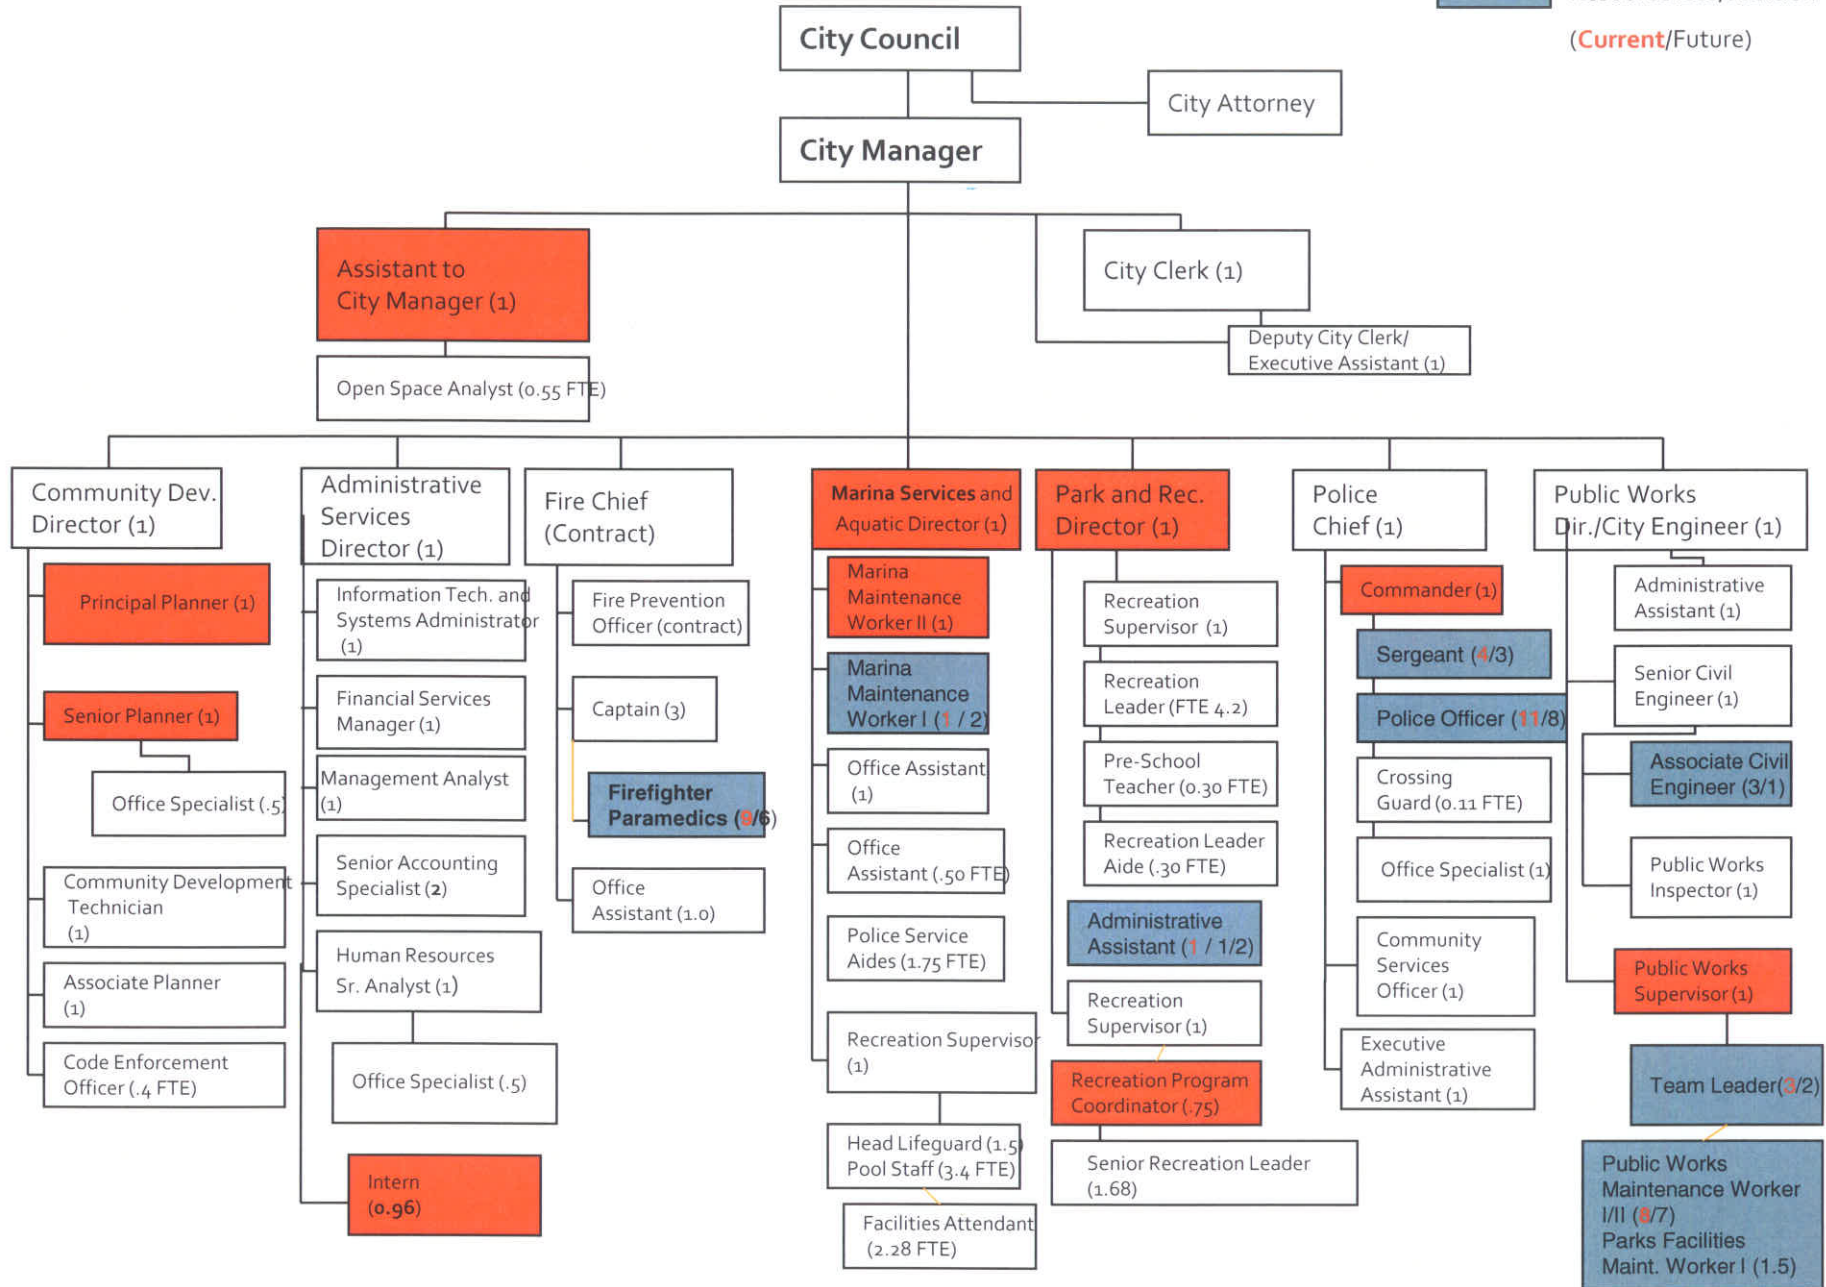 City Council
(Current/Future)
City Attorney
City Manager
Assistant to
City Manager (1)
City Clerk (1)
Deputy City Clerk/
Executive Assistant (1)
Open Space Analyst (0.55 FTE)
Community Dev.
Director (1)
Principal Planner (1)
Senior Planner (1)
Office Specialist (.5)
Community Development
Technician
(1)
Associate Planner
(1)
Code Enforcement
Officer (.4 FTE)
Administrative
Services
Director (1)
Information Tech. and
Systems Administrator
(1)
Financial Services
Manager (1)
Management Analyst
(1)
Senior Accounting
Specialist (2)
Human Resources
Sr. Analyst (1)
Office Specialist (.5)
Intern
(0.96)
Fire Chief
(Contract)
Fire Prevention
Officer (contract)
Captain (3)
Firefighter
Paramedics (9/6)
Office
Assistant (1.0)
Marina Services and
Aquatic Director (1)
Marina
Maintenance
Worker II (1)
Marina
Maintenance
Worker I (1 / 2)
Office Assistant
(1)
Office
Assistant (.50 FTE)
Police Service
Aides (1.75 FTE)
Recreation Supervisor
(1)
Head Lifeguard (1.5)
Pool Staff (3.4 FTE)
Facilities Attendant
(2.28 FTE)
Park and Rec.
Director (1)
Recreation
Supervisor (1)
Recreation
Leader (FTE 4.2)
Pre-School
Teacher (0.30 FTE)
Recreation Leader
Aide (.30 FTE)
Administrative
Assistant (1 / 1/2)
Recreation
Supervisor (1)
Recreation Program
Coordinator (.75)
Senior Recreation Leader
(1.68)
Police
Chief (1)
Commander (1)
Sergeant (4/3)
Police Officer (11/8)
Crossing
Guard (0.11 FTE)
Office Specialist (1)
Community
Services
Officer (1)
Executive
Administrative
Assistant (1)
Public Works
Dir./City Engineer (1)
Administrative
Assistant (1)
Senior Civil
Engineer (1)
Associate Civil
Engineer (3/1)
Public Works
Inspector (1)
Public Works
Supervisor (1)
Team Leader(3/2)
Public Works
Maintenance Worker
I/II (8/7)
Parks Facilities
Maint. Worker I (1.5)